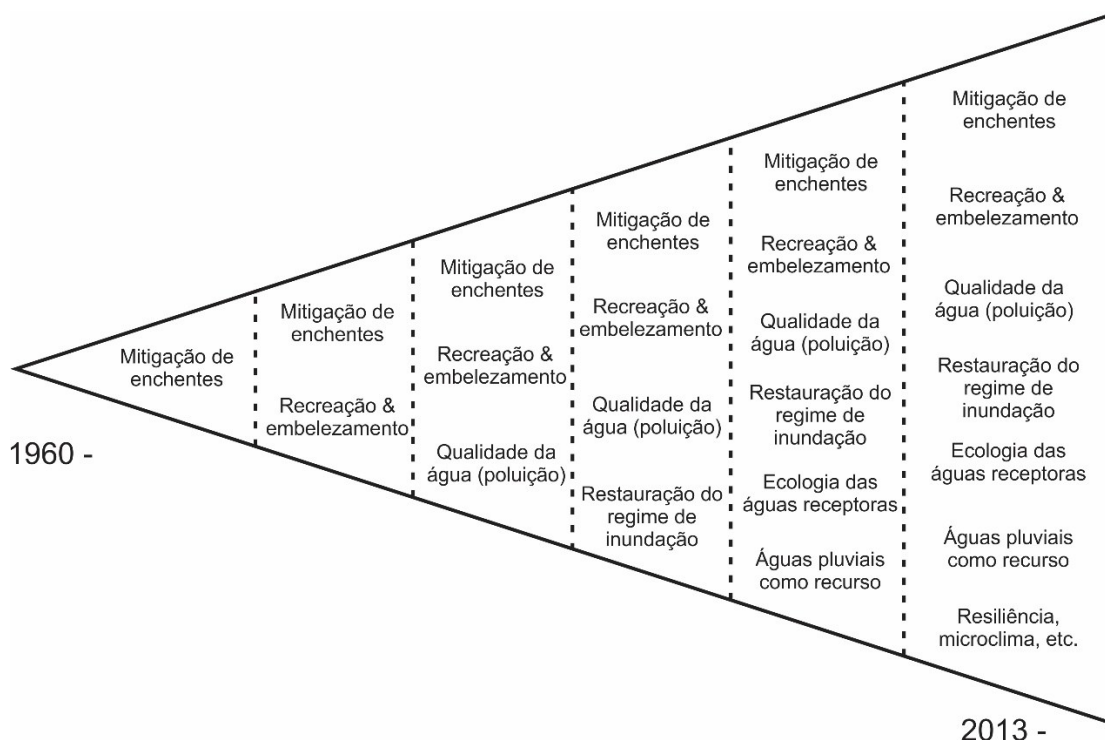 1960 -
Mitigação de
enchentes
Mitigação de
enchentes
Recreação &
embelezamento
Mitigação de
enchentes
Recreação &
embelezamento
Qualidade da
água (poluição)
Mitigação de
enchentes
Recreação &
embelezamento
Qualidade da
água (poluição)
Restauração do
regime de
inundação
Mitigação de
enchentes
Recreação &
embelezamento
Qualidade da
água (poluição)
Restauração do
regime de
inundação
Ecologia das
águas receptoras
Águas pluviais
como recurso
Mitigação de
enchentes
Recreação &
embelezamento
Qualidade da
água (poluição)
Restauração do
regime de
inundação
Ecologia das
águas receptoras
Águas pluviais
como recurso
Resiliência,
microclima, etc.
2013 -